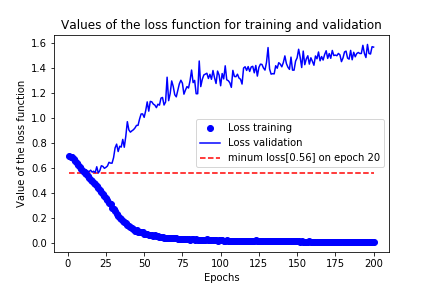 Values of the loss function for training and validation
Value of the loss function
1.6
1.4
1.2
1.0
0.8
0.6
0.4
0.2
0.0
Loss training
Loss validation
minum loss[0.56] on epoch 20
0 25 50 75 100 125 150 175 200
Epochs